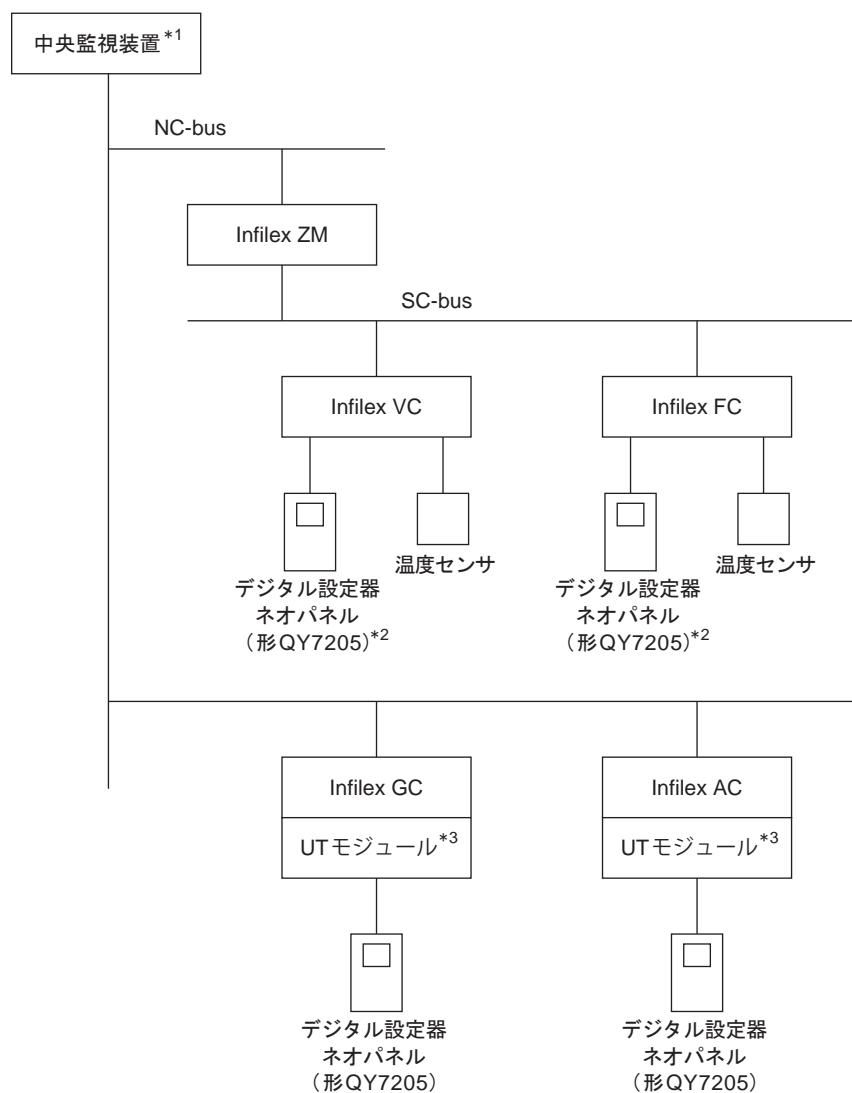 中央監視装置*1
NC-bus
Infilex ZM
SC-bus
Infilex VC
Infilex FC
デジタル設定器
ネオパネル
（形QY7205)*2
温度センサ
デジタル設定器
ネオパネル
（形QY7205)*2
温度センサ
Infilex GC
UTモジュール*3
Infilex AC
UTモジュール*3
デジタル設定器
ネオパネル
（形QY7205)
デジタル設定器
ネオパネル
（形QY7205)